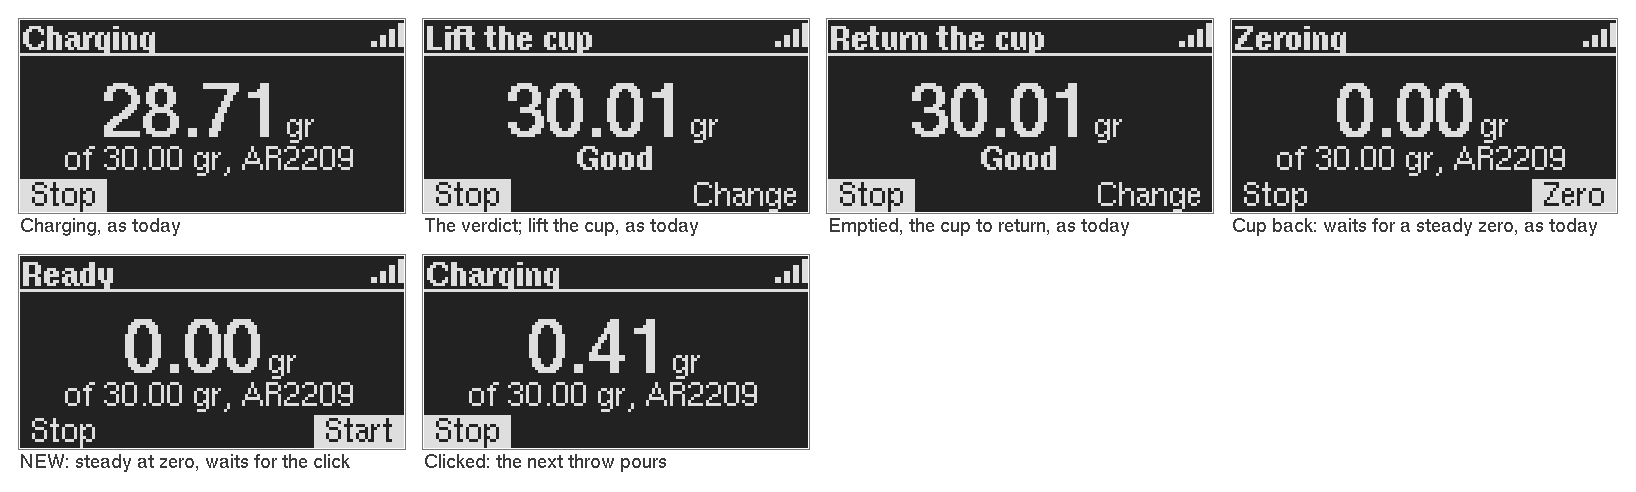 Charging
28.71 gr
of 30.00 gr, AR2209
Stop
Charging, as today
Lift the cup
30.01 gr
Good
Stop Change
The verdict; lift the cup, as today
Return the cup
30.01 gr
Good
Stop Change
Emptied, the cup to return, as today
Zeroing
0.00 gr
of 30.00 gr, AR2209
Stop Zero
Cup back: waits for a steady zero, as today
Ready
0.00 gr
of 30.00 gr, AR2209
Stop Start
NEW: steady at zero, waits for the click
Charging
0.41 gr
of 30.00 gr, AR2209
Stop
Clicked: the next throw pours